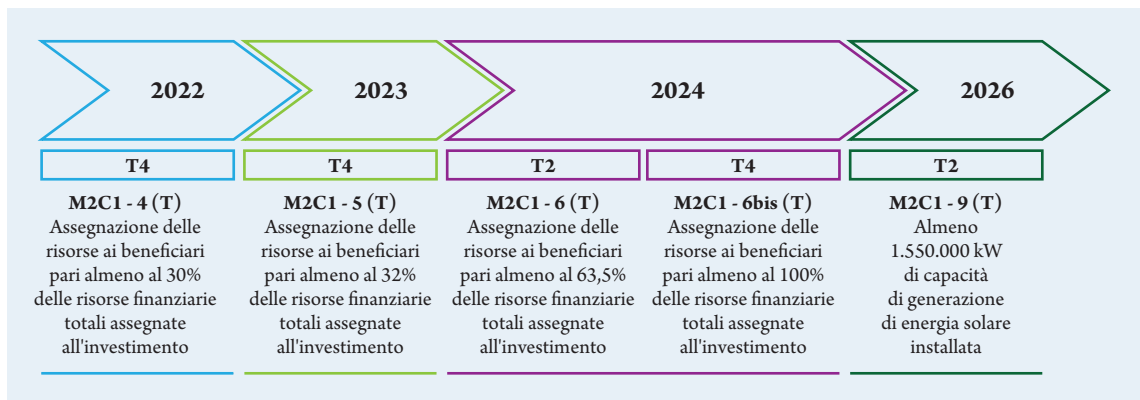 2022
2023
2024
2026
T4
T4
T2
T4
T2
M2C1 - 4 (T)
Assegnazione delle
risorse ai beneficiari
pari almeno al 30%
delle risorse finanziarie
totali assegnate
all'investimento
M2C1 - 5 (T)
Assegnazione delle
risorse ai beneficiari
pari almeno al 32%
delle risorse finanziarie
totali assegnate
all'investimento
M2C1 - 6 (T)
Assegnazione delle
risorse ai beneficiari
pari almeno al 63,5%
delle risorse finanziarie
totali assegnate
all'investimento
M2C1 - 6bis (T)
Assegnazione delle
risorse ai beneficiari
pari almeno al 100%
delle risorse finanziarie
totali assegnate
all'investimento
M2C1 - 9 (T)
Almeno
1.550.000 kW
di capacità
di generazione
di energia solare
installata